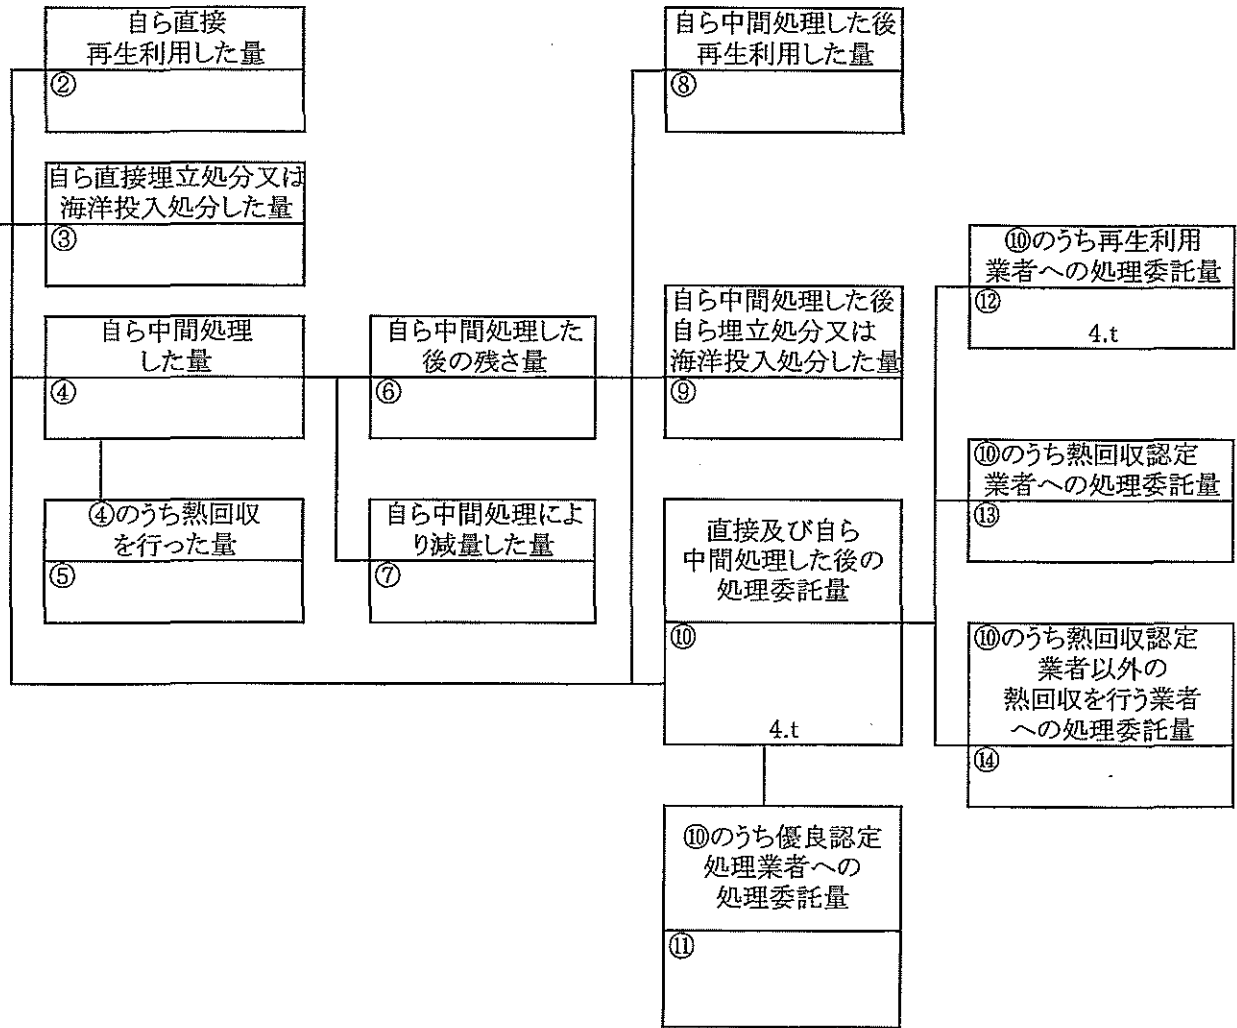 自ら直接
再生利用した量
②
自ら中間処理した後
再生利用した量
⑧
自ら直接埋立処分又は
海洋投入処分した量
③
⑩のうち再生利用
業者への処理委託量
⑫
4.t
自ら中間処理
した量
④
自ら中間処理した
後の残さ量
⑥
自ら中間処理した後
自ら埋立処分又は
海洋投入処分した量
⑨
⑩のうち熱回収認定
業者への処理委託量
⑬
④のうち熱回収
を行った量
⑤
自ら中間処理によ
り減量した量
⑦
直接及び自ら
中間処理した後の
処理委託量
⑩
4.t
⑩のうち熱回収認定
業者以外の
熱回収を行う業者
への処理委託量
⑭
⑩のうち優良認定
処理業者への
処理委託量
⑪